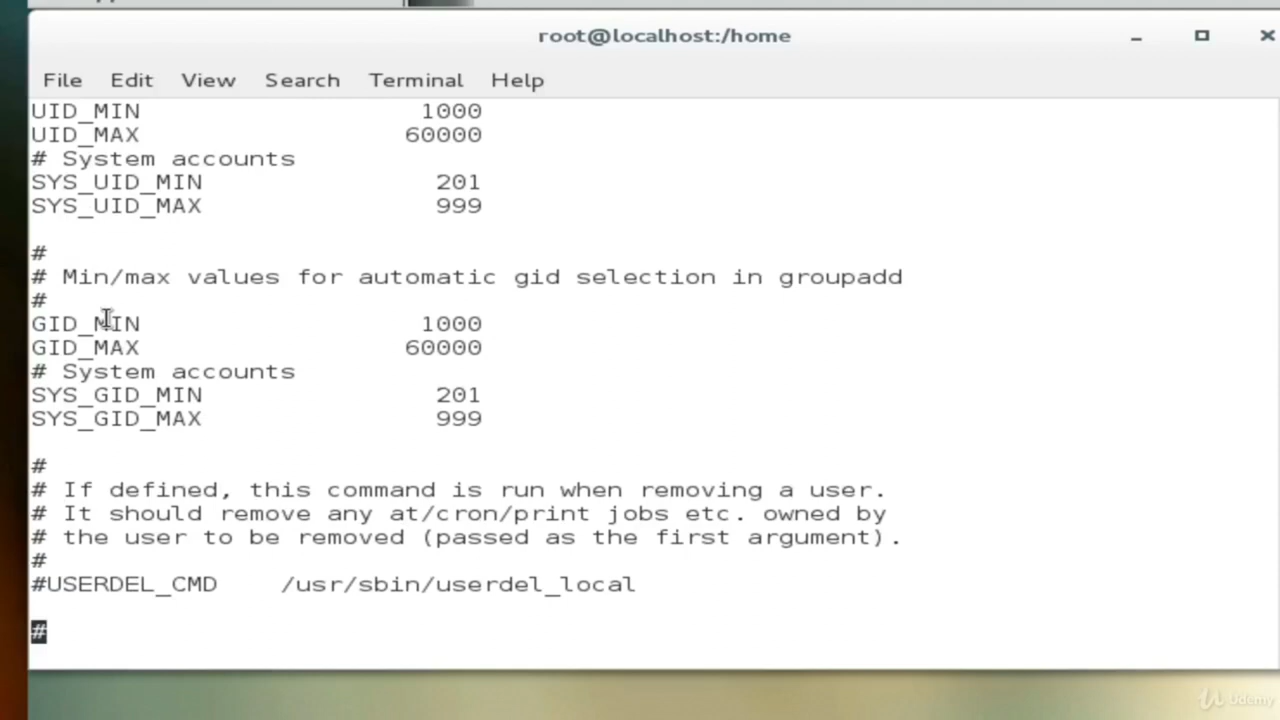 root@localhost:/home
File Edit View Search Terminal Help
UID_MIN 1000
UID_MAX 60000
# System accounts
SYS_UID_MIN 201
SYS_UID_MAX 999
#
# Min/max values for automatic gid selection in groupadd
#
GID_MIN 1000
GID_MAX 60000
# System accounts
SYS_GID_MIN 201
SYS_GID_MAX 999
#
# If defined, this command is run when removing a user.
# It should remove any at/cron/print jobs etc. owned by
# the user to be removed (passed as the first argument).
#
#USERDEL_CMD /usr/sbin/userdel_local
#
Udemy